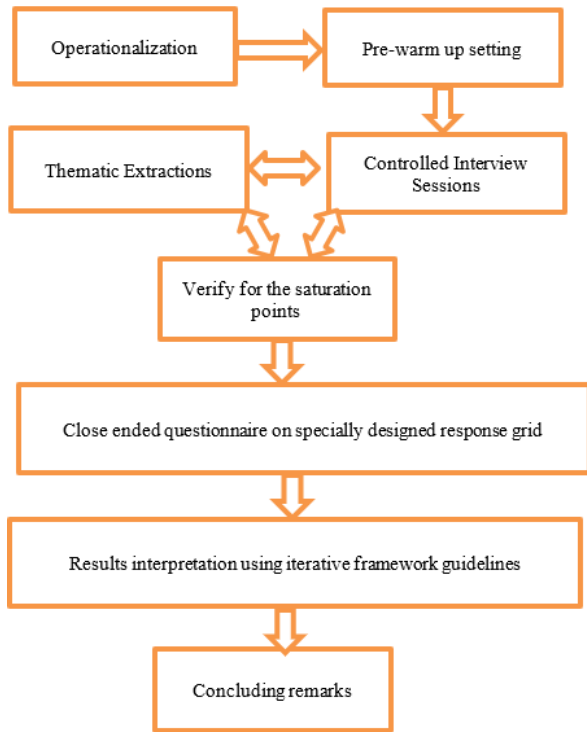 Operationalization
Pre-warm up setting
Thematic Extractions
Controlled Interview
Sessions
Verify for the saturation
points
Close ended questionnaire on specially designed response grid
Results interpretation using iterative framework guidelines
Concluding remarks